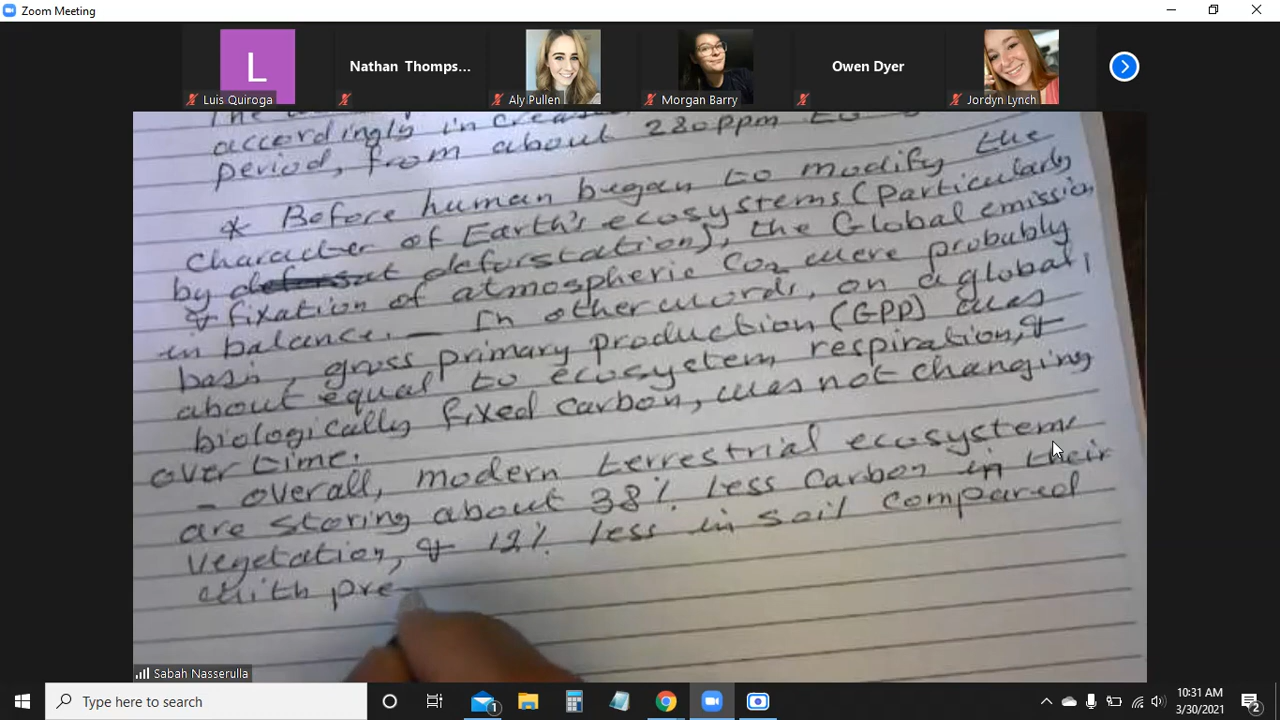 Zoom Meeting
L
Luis Quiroga
Nathan Thomps...
Aly Pullen
Morgan Barry
Owen Dyer
Jordyn Lynch
accordingly in
period, from about 280ppm to
* Before human began to modify the
character of Earth's ecosystems (particularly
by deforstation), the Global emission
& fixation of atmospheric CO2 were probably
in balance. — In other words, on a global
basis, gross primary production (GPP) was
about equal to ecosystem respiration, &
biologically fixed carbon, was not changing
over time.
- overall, modern terrestrial ecosystems
are storing about 38% less Carbon in their
vegetation, & 12% less in soil compared
with pre-
Sabah Nasserulla
Type here to search
1
10:31 AM
3/30/2021
2